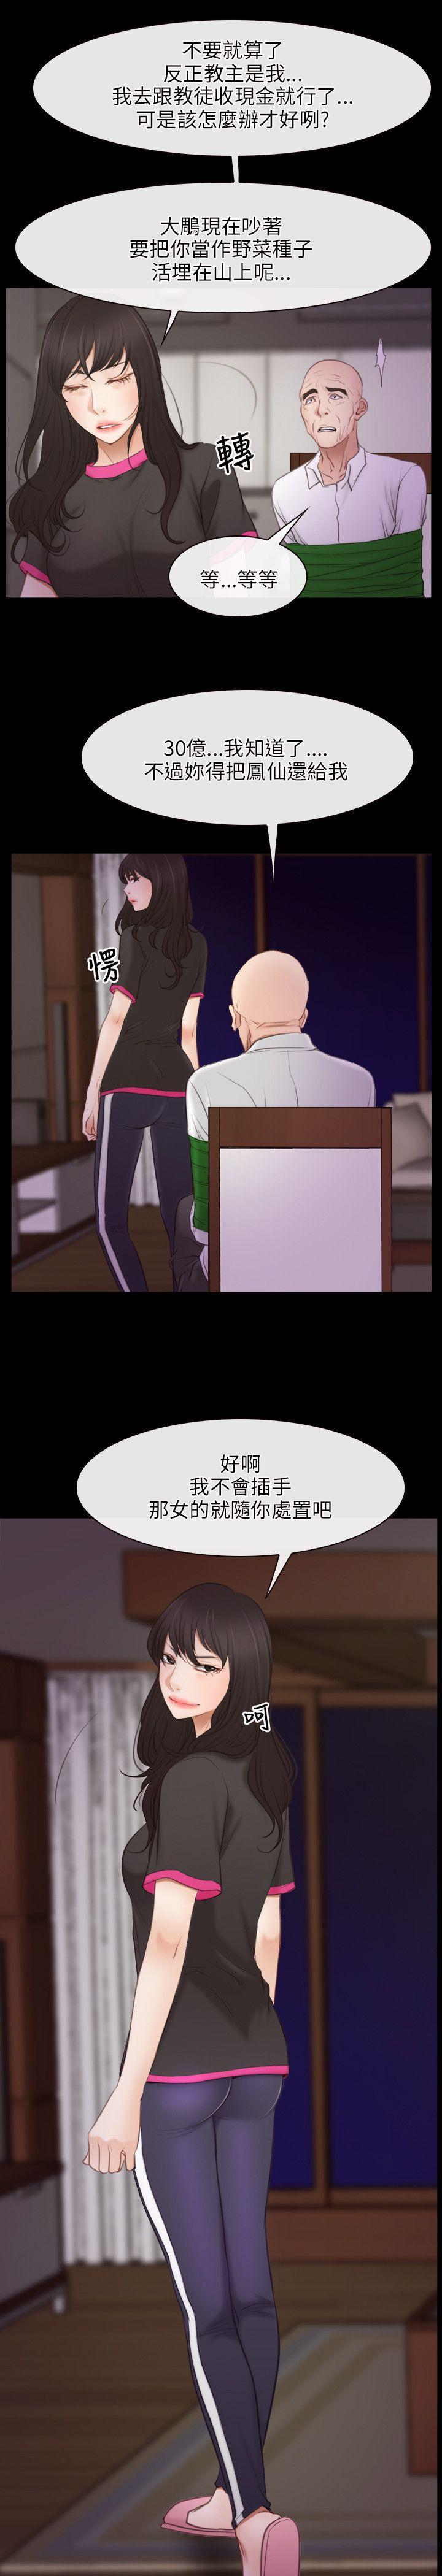 不要就算了
反正教主是我...
我去跟教徒收現金就行了...
可是該怎麼辦才好咧?
大鵰現在吵著
要把你當作野菜種子
活埋在山上呢...
轉
等...等等
30億...我知道了....
不過妳得把鳳仙還給我
愣
好啊
我不會插手
那女的就隨你處置吧
呵